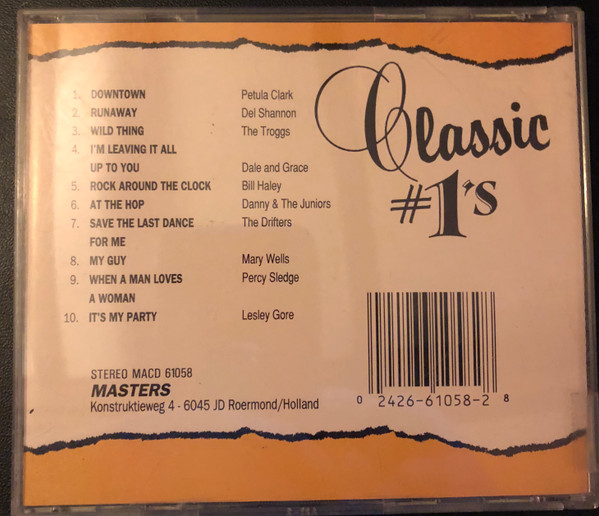 1. DOWNTOWN Petula Clark
2. RUNAWAY Del Shannon
3. WILD THING The Troggs
4. I'M LEAVING IT ALL
UP TO YOU Dale and Grace
5. ROCK AROUND THE CLOCK Bill Haley
6. AT THE HOP Danny & The Juniors
7. SAVE THE LAST DANCE The Drifters
FOR ME
8. MY GUY Mary Wells
9. WHEN A MAN LOVES Percy Sledge
A WOMAN
10. IT'S MY PARTY Lesley Gore
Classic
#1's
STEREO MACD 61058
MASTERS
Konstruktieweg 4 - 6045 JD Roermond/Holland
0 2426-61058-2 8